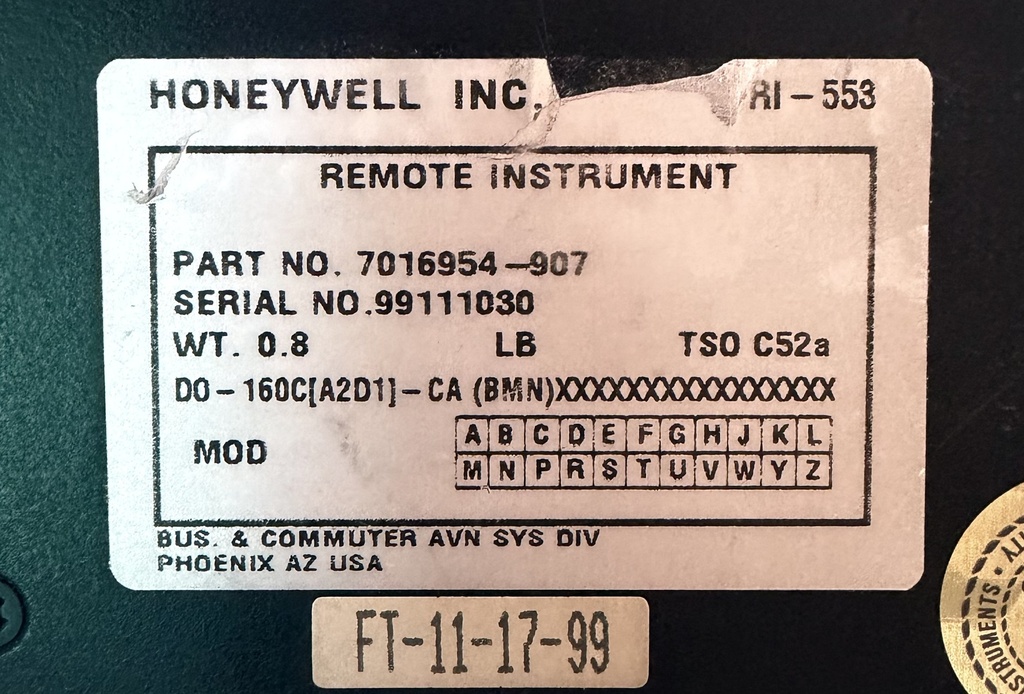 HONEYWELL INC. RI-553
REMOTE INSTRUMENT
PART NO. 7016954-907
SERIAL NO.99111030
WT. 0.8 LB TSO C52a
DO-160C[A2D1]-CA (BMN)XXXXXXXXXXXXXXXX
A B C D E F G H J K L
MOD
M N P R S T U V W Y Z
BUS. & COMMUTER AVN SYS DIV
PHOENIX AZ USA
FT-11-17-99